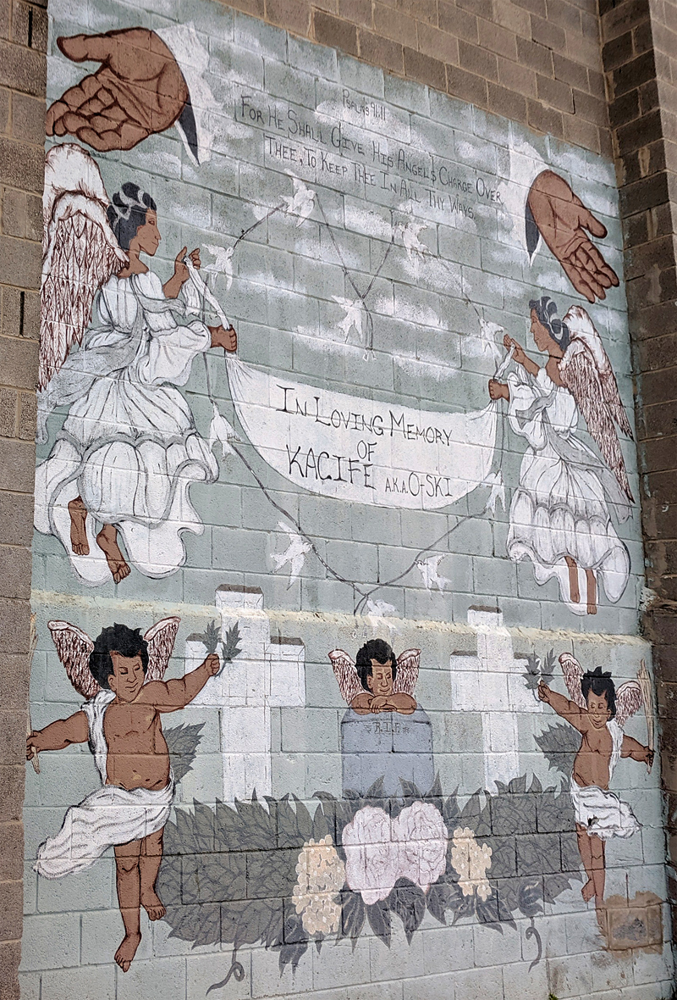 Psalms 91:11
For He Shall Give His Angels Charge Over
Thee, To Keep Thee In All Thy Ways.
In Loving Memory
of
KACIFE A.K.A. O-SKI
R.I.P.